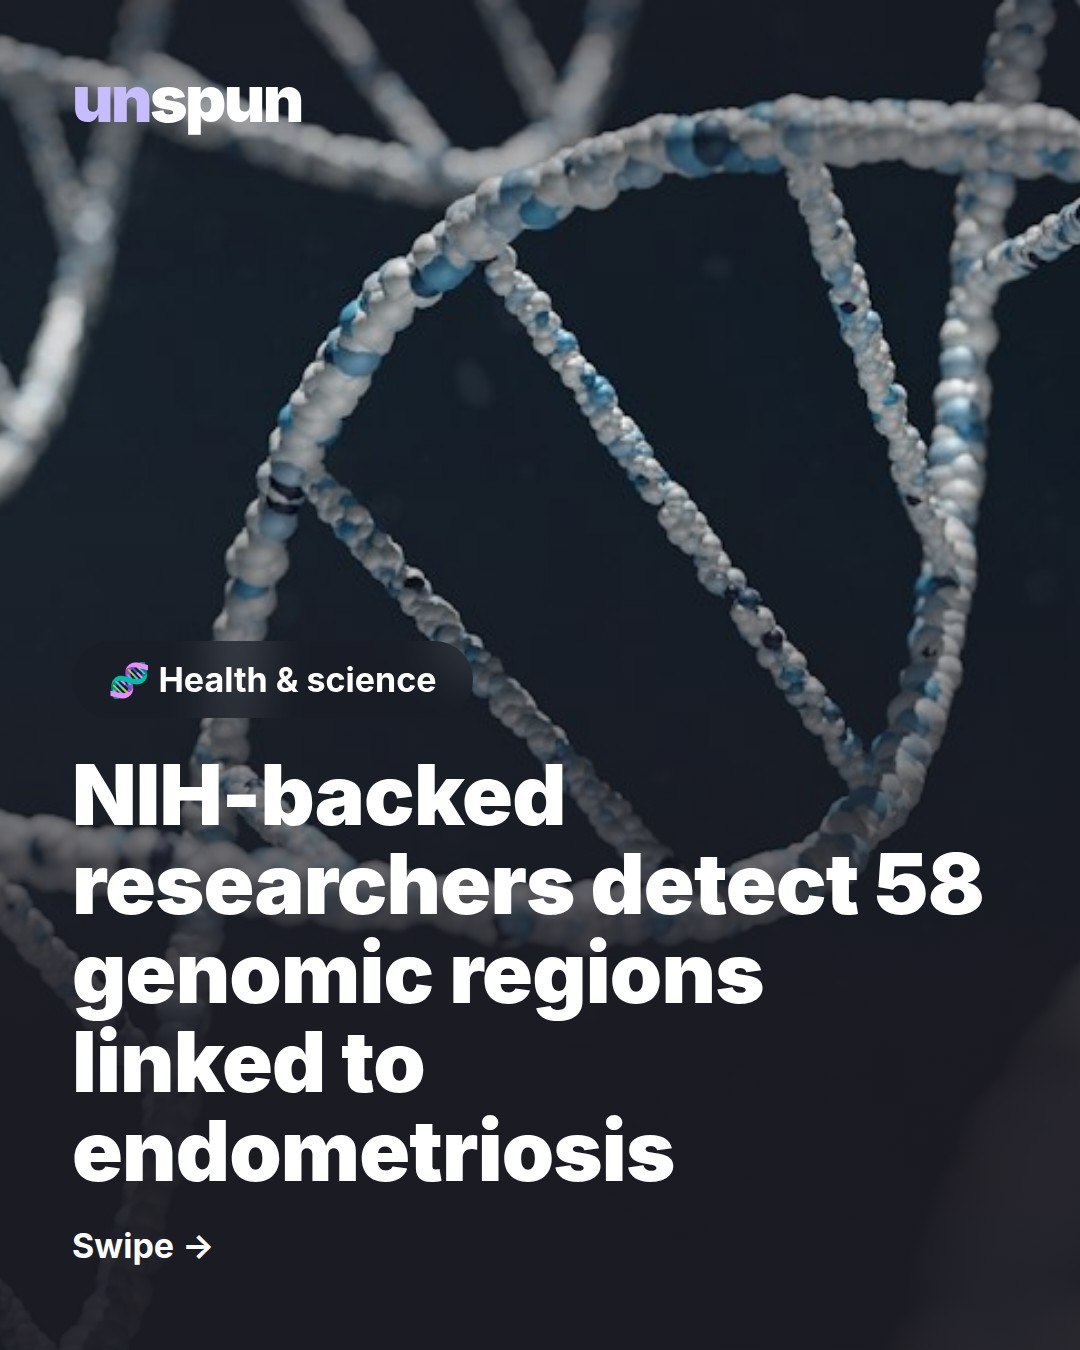 unspun
🧬 Health & science
NIH-backed
researchers detect 58
genomic regions
linked to
endometriosis
Swipe →